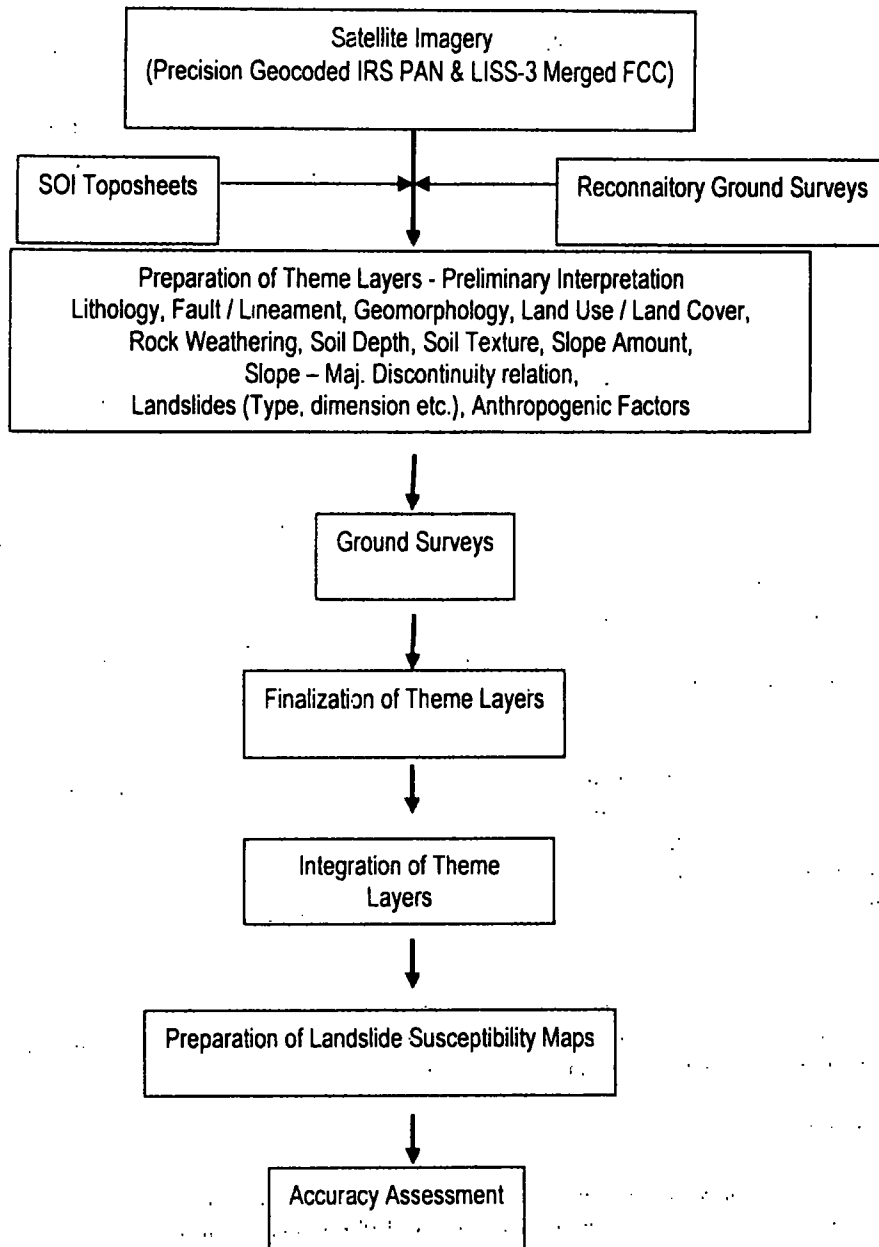 Satellite Imagery
(Precision Geocoded IRS PAN & LISS-3 Merged FCC)
SOI Toposheets
Reconnaitory Ground Surveys
Preparation of Theme Layers - Preliminary Interpretation
Lithology, Fault / Lineament, Geomorphology, Land Use / Land Cover,
Rock Weathering, Soil Depth, Soil Texture, Slope Amount,
Slope – Maj. Discontinuity relation,
Landslides (Type, dimension etc.), Anthropogenic Factors
Ground Surveys
Finalization of Theme Layers
Integration of Theme
Layers
Preparation of Landslide Susceptibility Maps
Accuracy Assessment